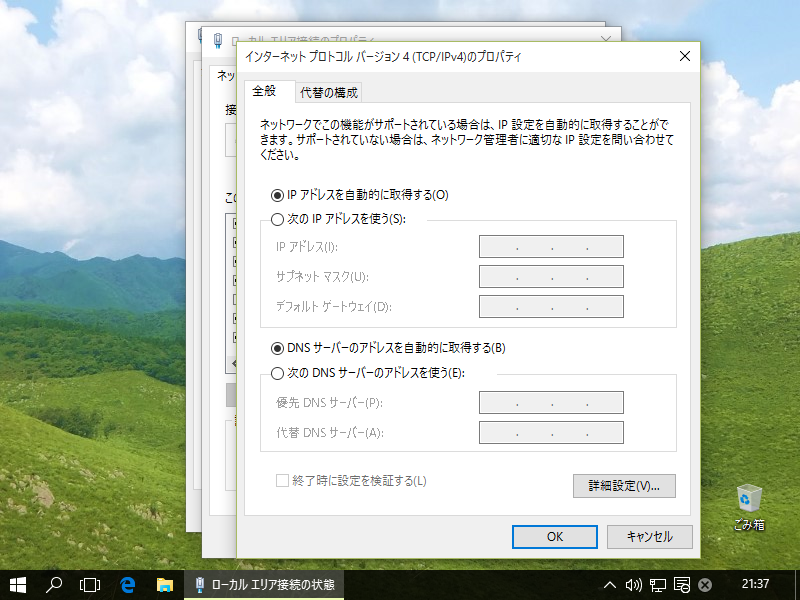 ローカル エリア接続のプロパティ
インターネット プロトコル バージョン 4 (TCP/IPv4)のプロパティ
ネッ
全般
代替の構成
接
ネットワークでこの機能がサポートされている場合は、IP 設定を自動的に取得することがで
きます。サポートされていない場合は、ネットワーク管理者に適切な IP 設定を問い合わせて
ください。
この
IP アドレスを自動的に取得する(O)
次の IP アドレスを使う(S):
IP アドレス(I):
サブネット マスク(U):
デフォルト ゲートウェイ(D):
DNS サーバーのアドレスを自動的に取得する(B)
次の DNS サーバーのアドレスを使う(E):
優先 DNS サーバー(P):
代替 DNS サーバー(A):
終了時に設定を検証する(L)
詳細設定(V)...
OK
キャンセル
ごみ箱
ローカル エリア接続の状態
21:37